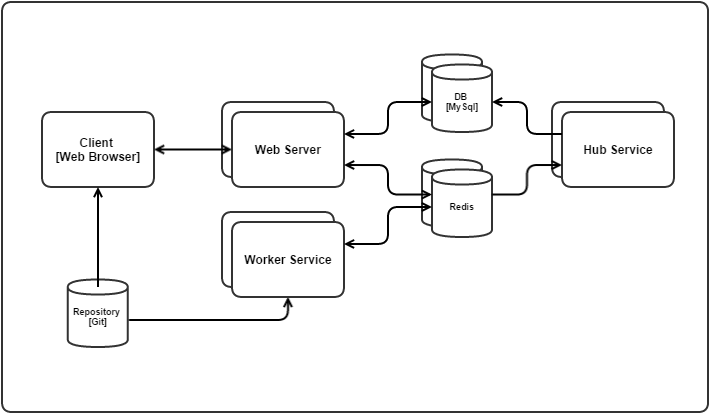 DB
[My Sql]
Client
[Web Browser]
Web Server
Hub Service
Redis
Worker Service
Repository
[Git]